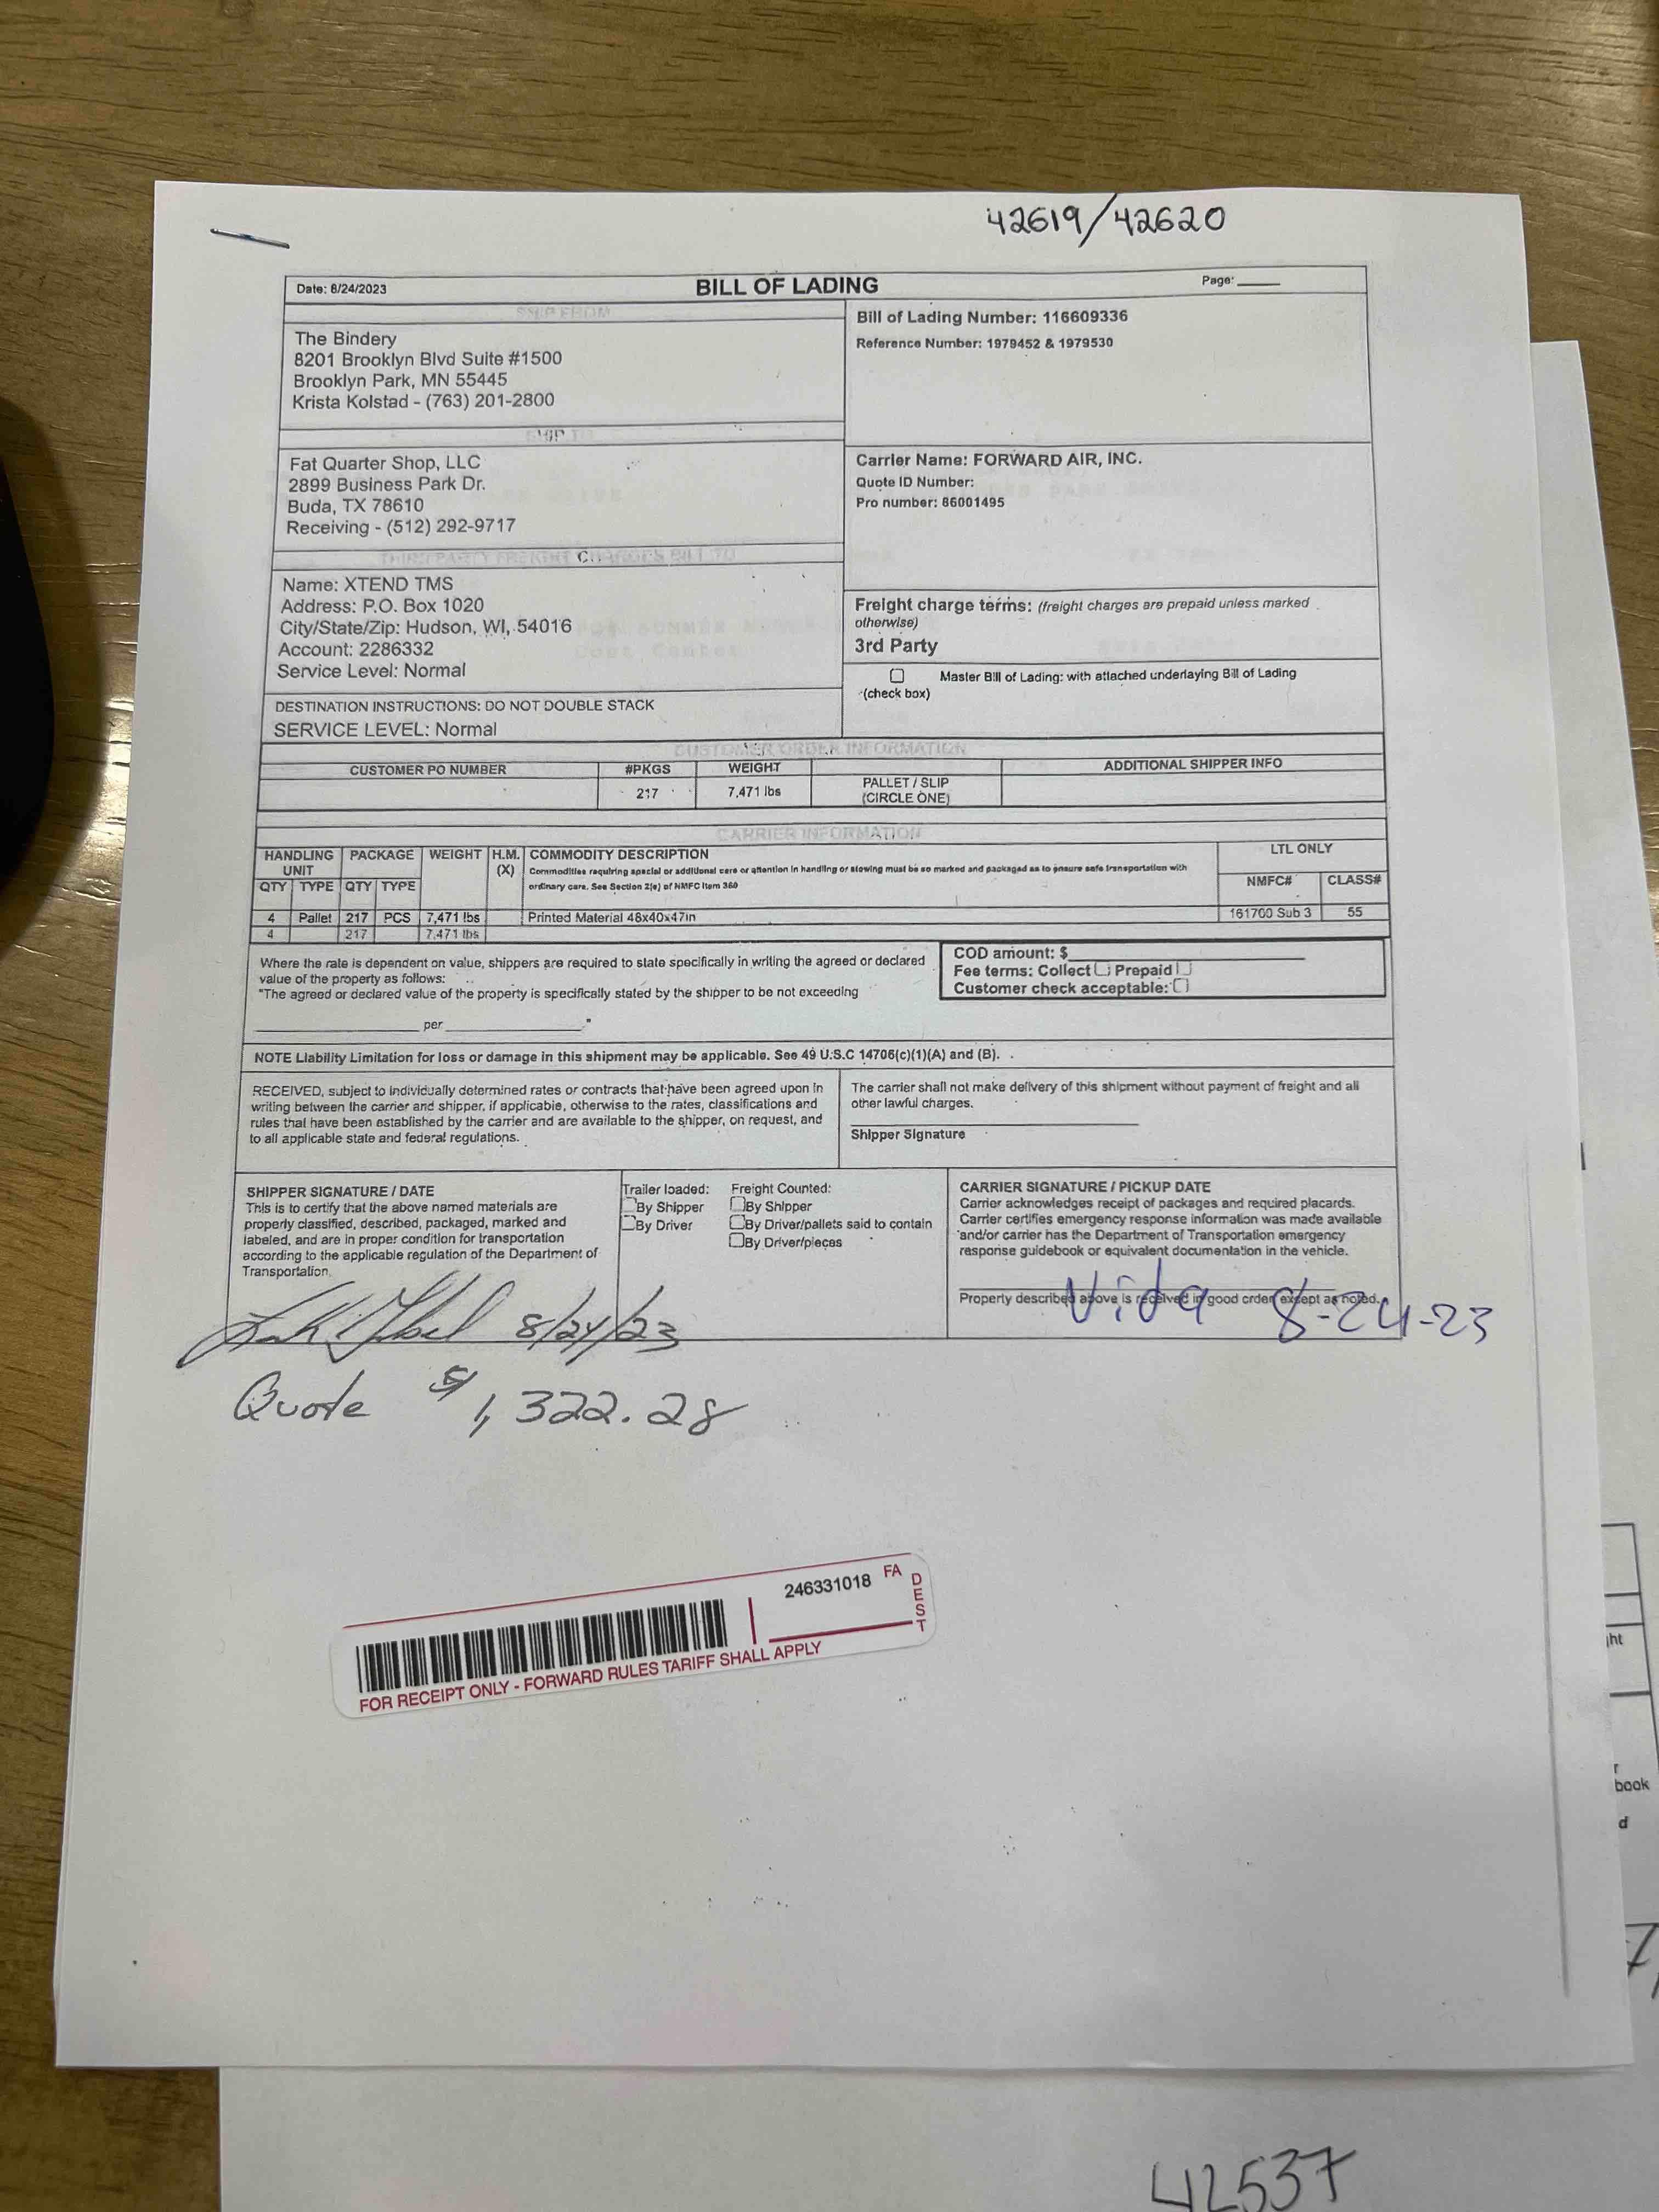 42619/42620
Date: 8/24/2023
BILL OF LADING
Page:
SHIP FROM
The Bindery
8201 Brooklyn Blvd Suite #1500
Brooklyn Park, MN 55445
Krista Kolstad - (763) 201-2800
Bill of Lading Number: 116609336
Reference Number: 1979452 & 1979530
SHIP TO
Fat Quarter Shop, LLC
2899 Business Park Dr.
Buda, TX 78610
Receiving - (512) 292-9717
Carrier Name: FORWARD AIR, INC.
Quote ID Number:
Pro number: 86001495
THIRD PARTY FREIGHT CHARGES BILL TO
Name: XTEND TMS
Address: P.O. Box 1020
City/State/Zip: Hudson, WI, 54016
Account: 2286332
Service Level: Normal
Freight charge terms: (freight charges are prepaid unless marked
otherwise)
3rd Party
Master Bill of Lading: with attached underlaying Bill of Lading
(check box)
DESTINATION INSTRUCTIONS: DO NOT DOUBLE STACK
SERVICE LEVEL: Normal
CUSTOMER ORDER INFORMATION
CUSTOMER PO NUMBER #PKGS WEIGHT PALLET / SLIP (CIRCLE ONE) ADDITIONAL SHIPPER INFO
217 7,471 lbs
CARRIER INFORMATION
HANDLING UNIT PACKAGE WEIGHT H.M. (X) COMMODITY DESCRIPTION LTL ONLY
Commodities requiring special or additional care or attention in handling or stowing must be so marked and packaged as to ensure safe transportation with
ordinary care. See Section 2(e) of NMFC Item 360
QTY TYPE QTY TYPE NMFC# CLASS#
4 Pallet 217 PCS 7,471 lbs Printed Material 48x40x47in 161700 Sub 3 55
4 217 7,471 lbs
Where the rate is dependent on value, shippers are required to state specifically in writing the agreed or declared
value of the property as follows:
"The agreed or declared value of the property is specifically stated by the shipper to be not exceeding
per ."
COD amount: $
Fee terms: Collect Prepaid
Customer check acceptable:
NOTE Liability Limitation for loss or damage in this shipment may be applicable. See 49 U.S.C 14706(c)(1)(A) and (B).
RECEIVED, subject to individually determined rates or contracts that have been agreed upon in
writing between the carrier and shipper, if applicable, otherwise to the rates, classifications and
rules that have been established by the carrier and are available to the shipper, on request, and
to all applicable state and federal regulations.
The carrier shall not make delivery of this shipment without payment of freight and all
other lawful charges.
Shipper Signature
SHIPPER SIGNATURE / DATE
This is to certify that the above named materials are
properly classified, described, packaged, marked and
labeled, and are in proper condition for transportation
according to the applicable regulation of the Department of
Transportation.
8/24/23
Trailer loaded:
By Shipper
By Driver
Freight Counted:
By Shipper
By Driver/pallets said to contain
By Driver/pieces
CARRIER SIGNATURE / PICKUP DATE
Carrier acknowledges receipt of packages and required placards.
Carrier certifies emergency response information was made available
and/or carrier has the Department of Transportation emergency
response guidebook or equivalent documentation in the vehicle.
Property described above is received in good order, except as noted.
Vida 8-24-23
Quote $1,322.28
246331018 FA
DEST
FOR RECEIPT ONLY - FORWARD RULES TARIFF SHALL APPLY
ht
r
book
d
7,
42537